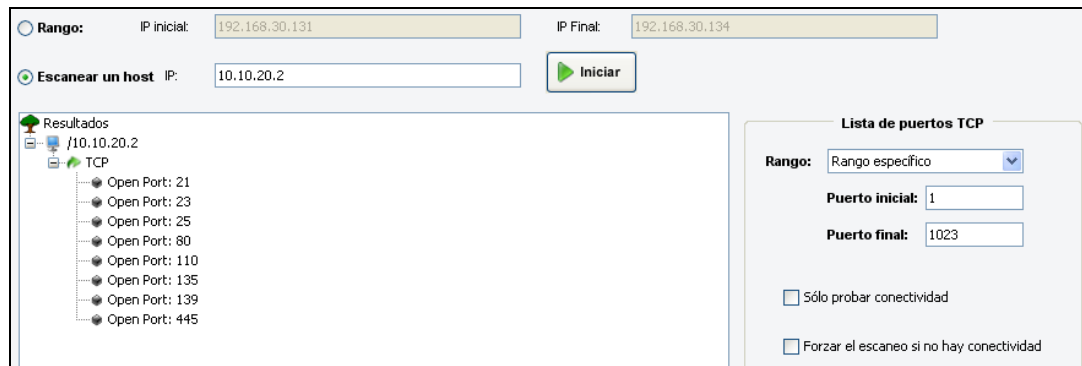 Rango: IP inicial: 192.168.30.131 IP Final: 192.168.30.134
Escanear un host IP: 10.10.20.2 Iniciar
Resultados
/10.10.20.2
TCP
Open Port: 21
Open Port: 23
Open Port: 25
Open Port: 80
Open Port: 110
Open Port: 135
Open Port: 139
Open Port: 445
Lista de puertos TCP
Rango: Rango específico
Puerto inicial: 1
Puerto final: 1023
Sólo probar conectividad
Forzar el escaneo si no hay conectividad